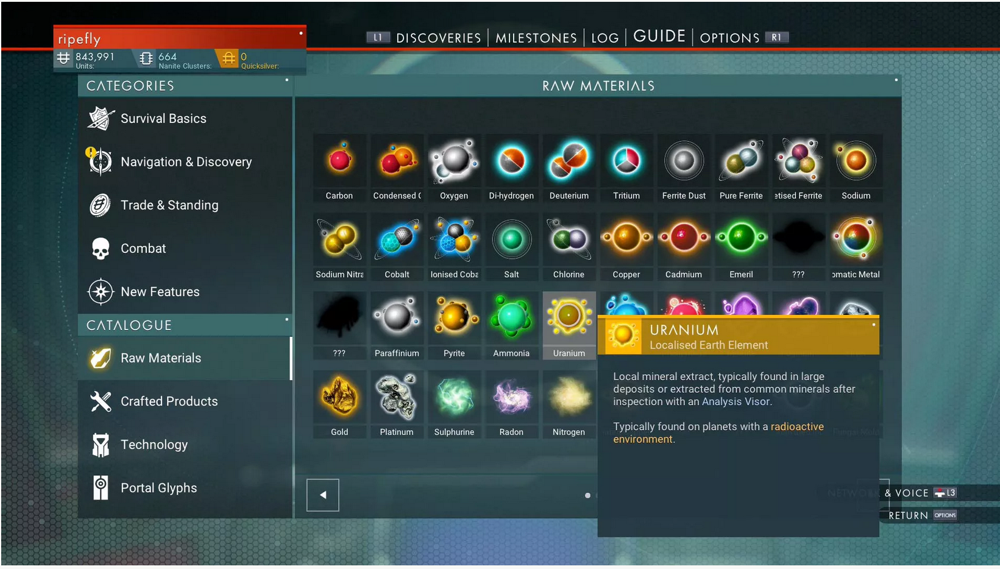 ripefly
843,991
Units:
664
Nanite Clusters:
0
Quicksilver:
L1 DISCOVERIES MILESTONES LOG GUIDE OPTIONS R1
CATEGORIES
Survival Basics
Navigation & Discovery
Trade & Standing
Combat
New Features
CATALOGUE
Raw Materials
Crafted Products
Technology
Portal Glyphs
RAW MATERIALS
Carbon Condensed C Oxygen Di-hydrogen Deuterium Tritium Ferrite Dust Pure Ferrite etised Ferrite Sodium
Sodium Nitra Cobalt Ionised Coba Salt Chlorine Copper Cadmium Emeril ??? omatic Metal
??? Paraffinium Pyrite Ammonia Uranium
Gold Platinum Sulphurine Radon Nitrogen
URANIUM
Localised Earth Element
Local mineral extract, typically found in large
deposits or extracted from common minerals after
inspection with an Analysis Visor.
Typically found on planets with a radioactive
environment.
Fungal Mold
NETWORK & VOICE L3
RETURN OPTIONS